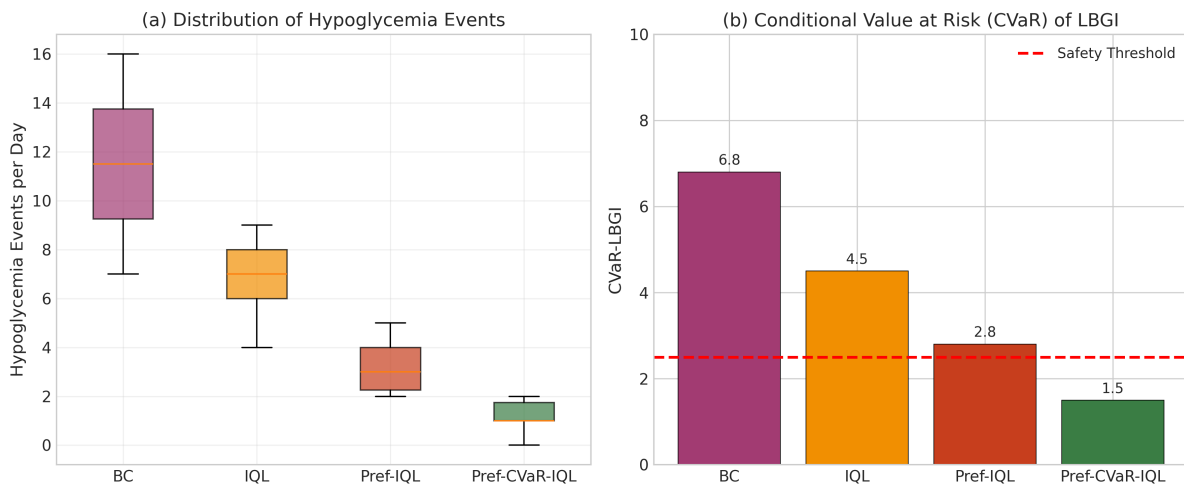 (a) Distribution of Hypoglycemia Events
Hypoglycemia Events per Day
16
14
12
10
8
6
4
2
0
BC
IQL
Pref-IQL
Pref-CVaR-IQL
(b) Conditional Value at Risk (CVaR) of LBGI
CVaR-LBGI
10
8
6
4
2
0
Safety Threshold
6.8
4.5
2.8
1.5
BC
IQL
Pref-IQL
Pref-CVaR-IQL